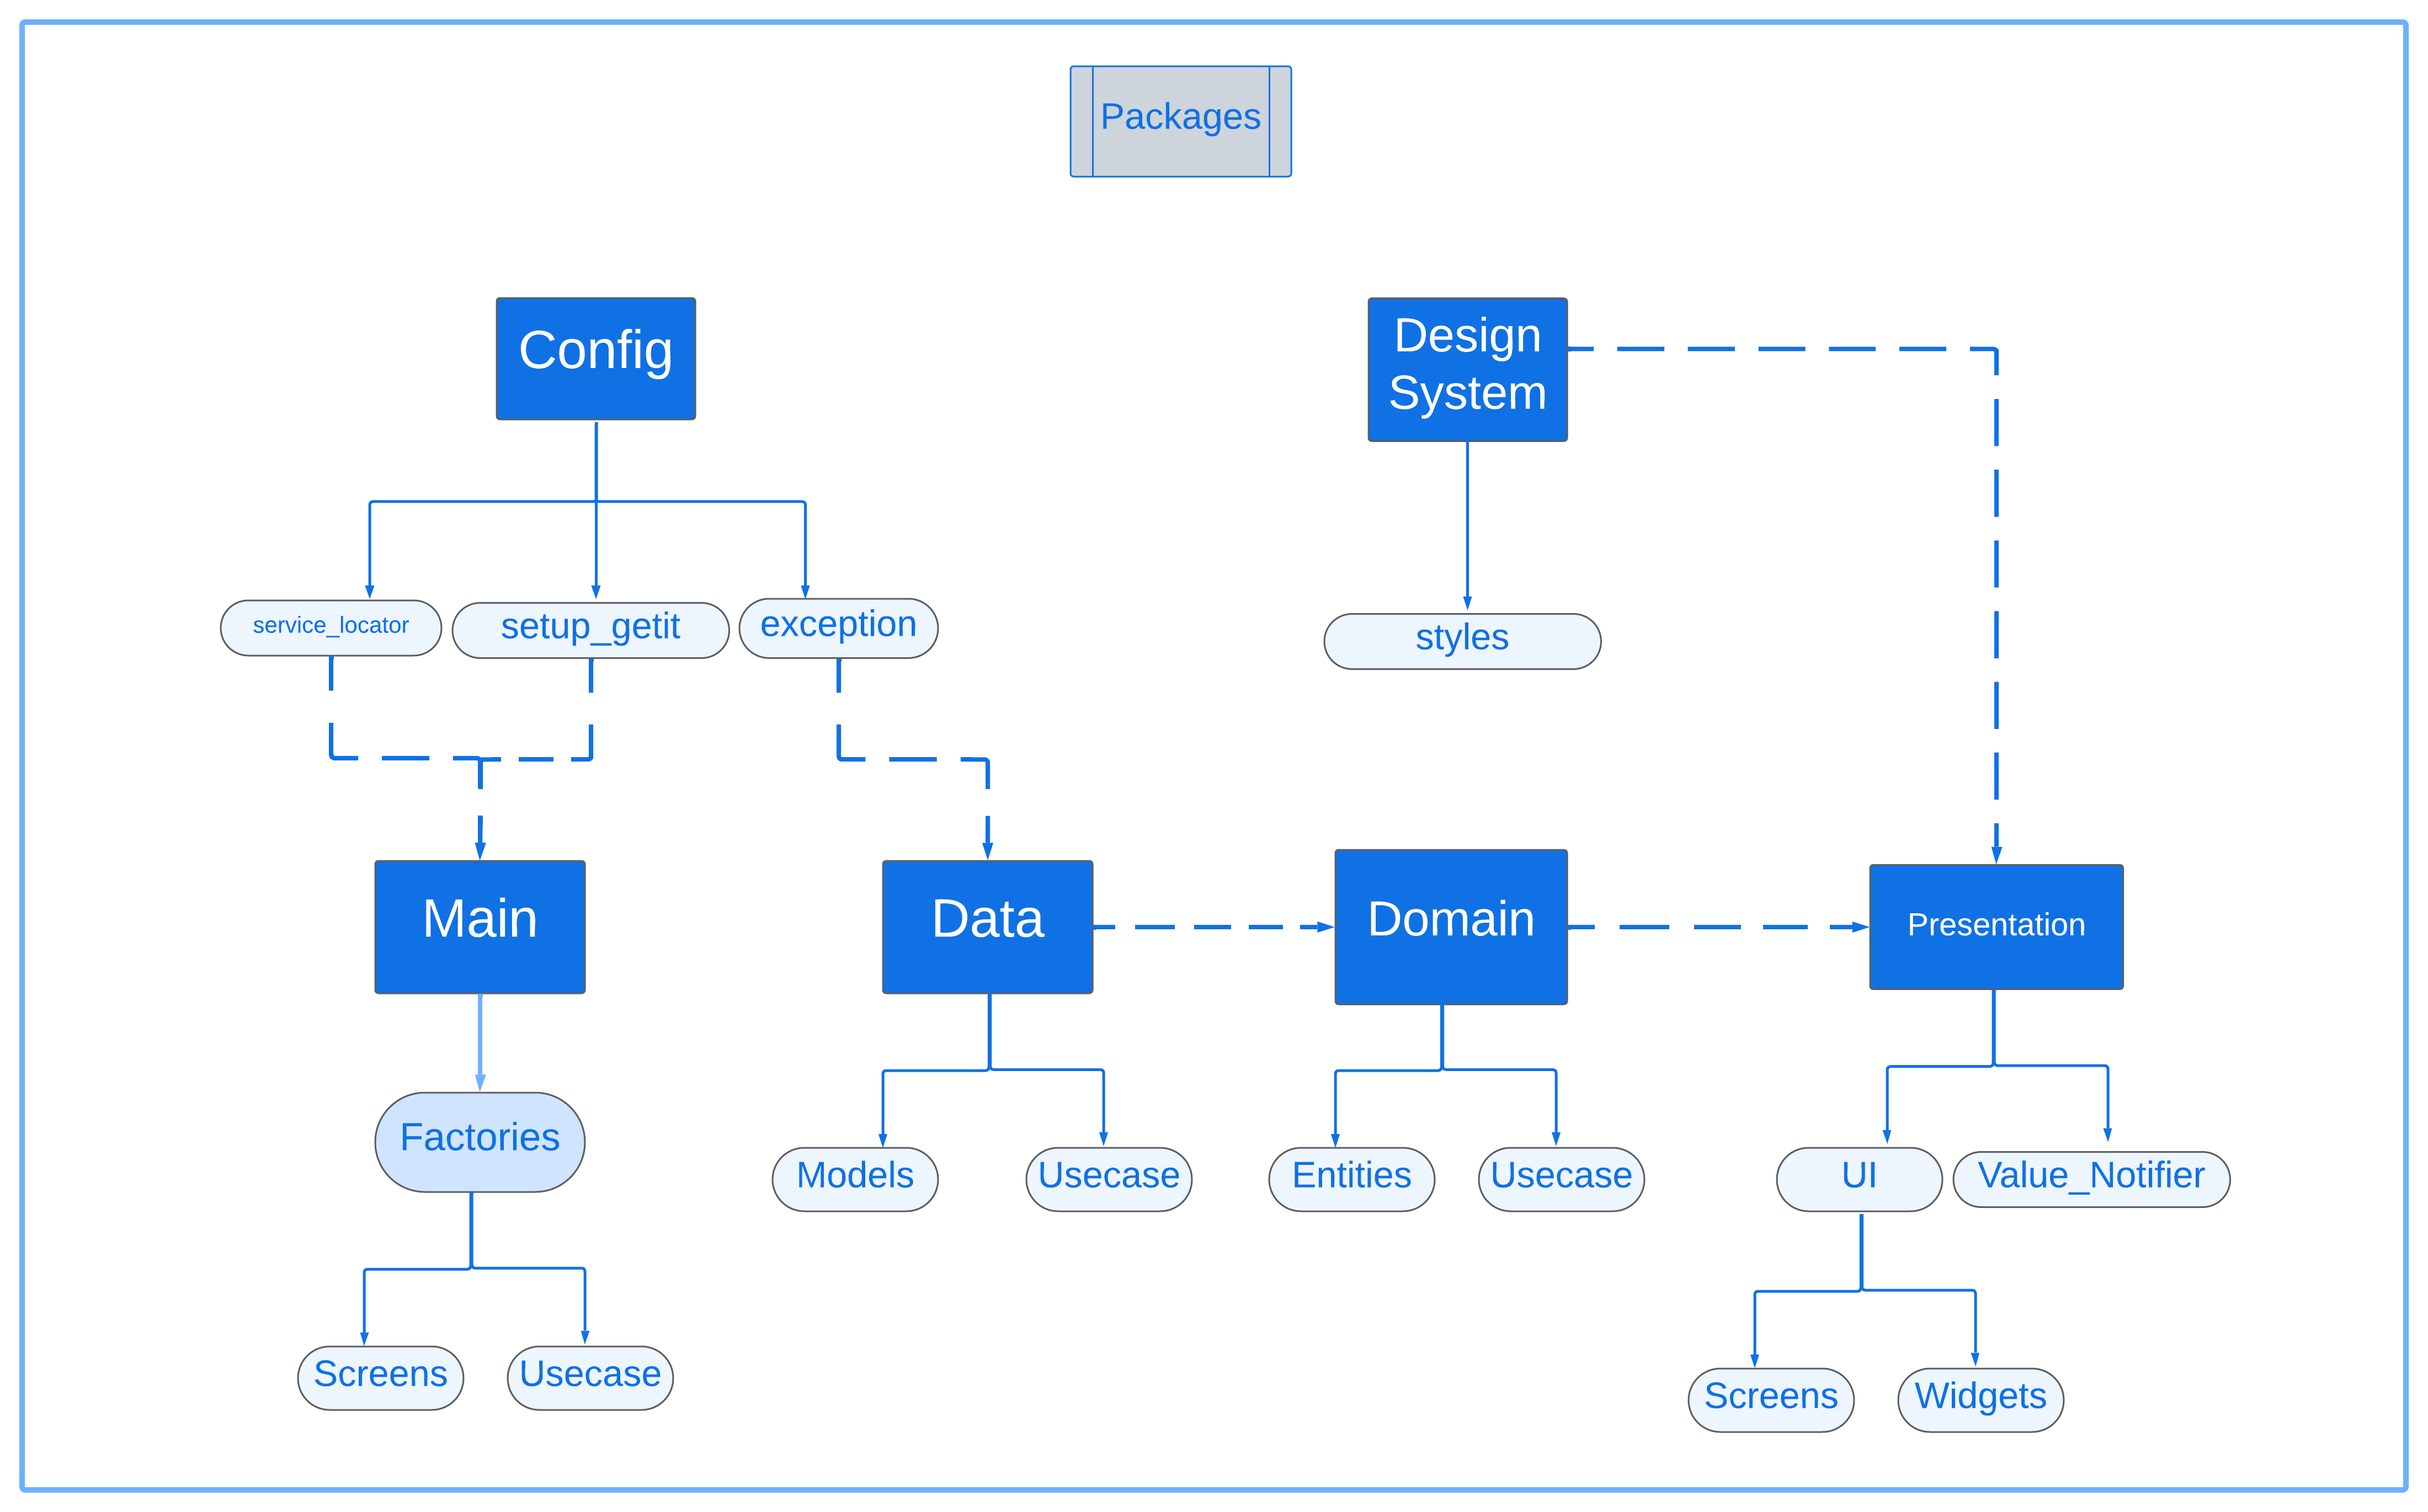 Packages
Config
Design
System
service_locator
setup_getit
exception
styles
Main
Data
Domain
Presentation
Factories
Models
Usecase
Entities
Usecase
UI
Value_Notifier
Screens
Usecase
Screens
Widgets